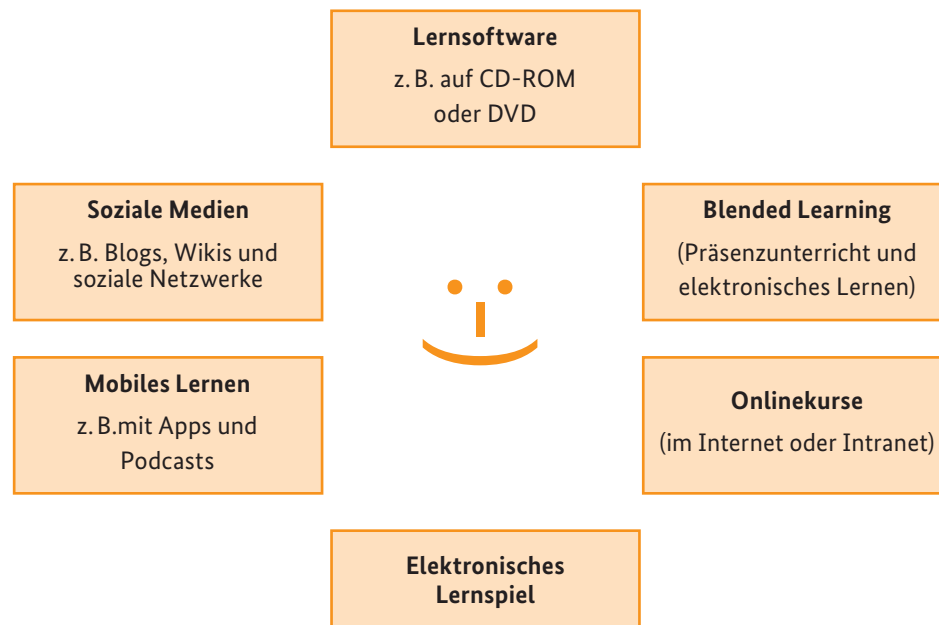 Lernsoftware
z. B. auf CD-ROM
oder DVD
Soziale Medien
z. B. Blogs, Wikis und
soziale Netzwerke
Blended Learning
(Präsenzunterricht und
elektronisches Lernen)
Mobiles Lernen
z. B.mit Apps und
Podcasts
Onlinekurse
(im Internet oder Intranet)
Elektronisches
Lernspiel